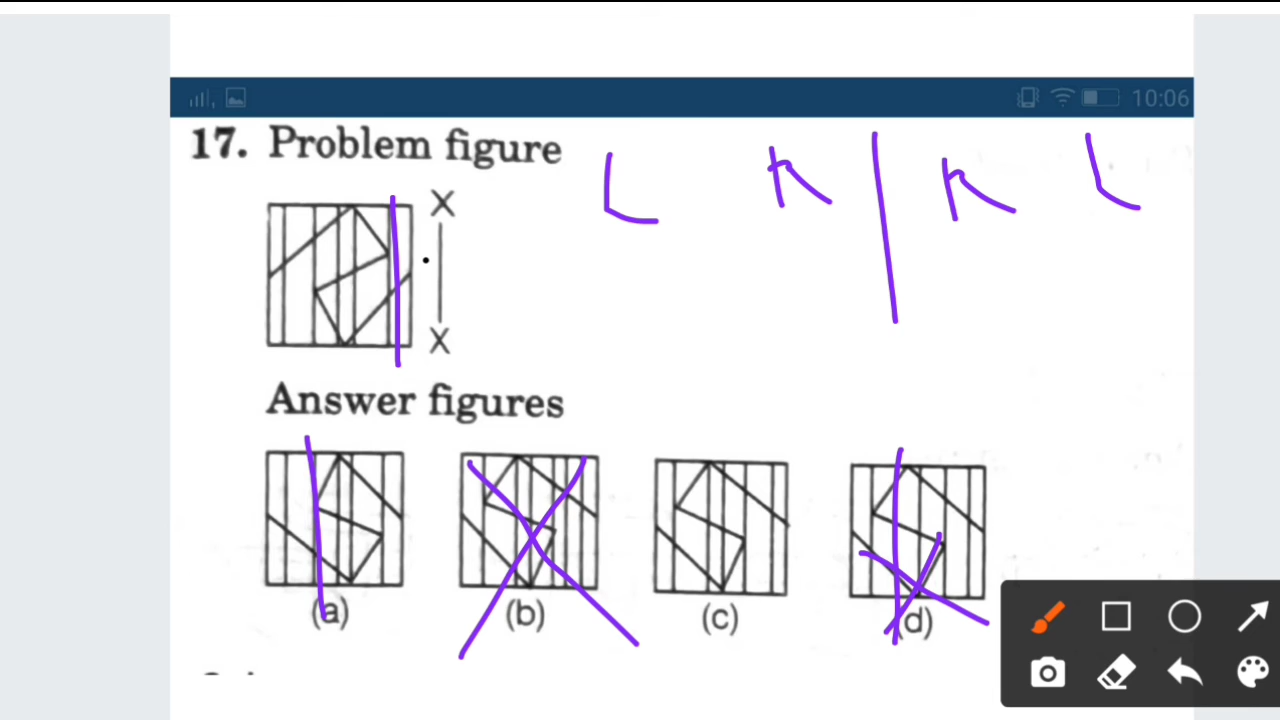 10:06
17. Problem figure
L R R L
X
X
Answer figures
(a) (b) (c) (d)